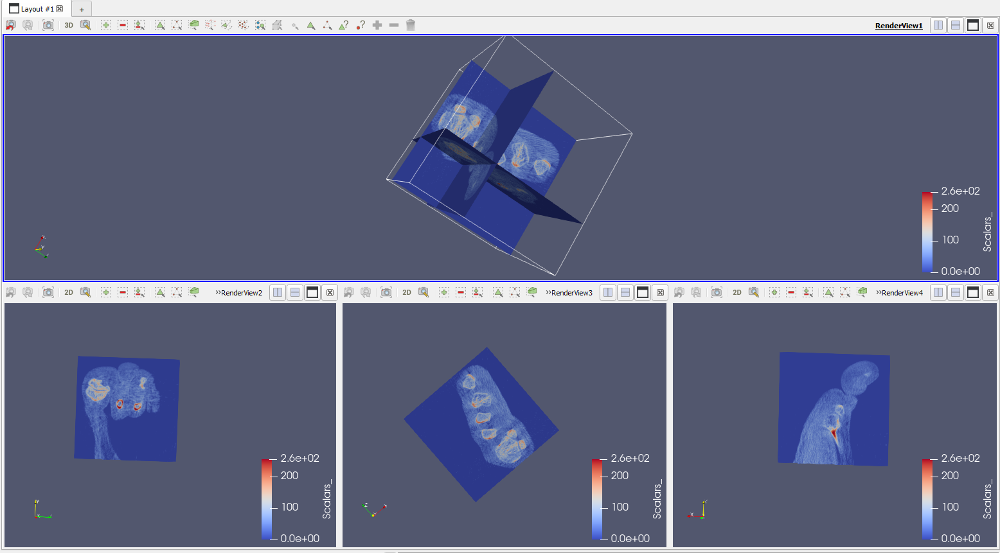 Layout #1
+
3D
RenderView1
2.6e+02
200
100
0.0e+00
Scalars_
2D
»RenderView2
2D
»RenderView3
2D
»RenderView4
2.6e+02
200
100
0.0e+00
Scalars_
2.6e+02
200
100
0.0e+00
Scalars_
2.6e+02
200
100
0.0e+00
Scalars_